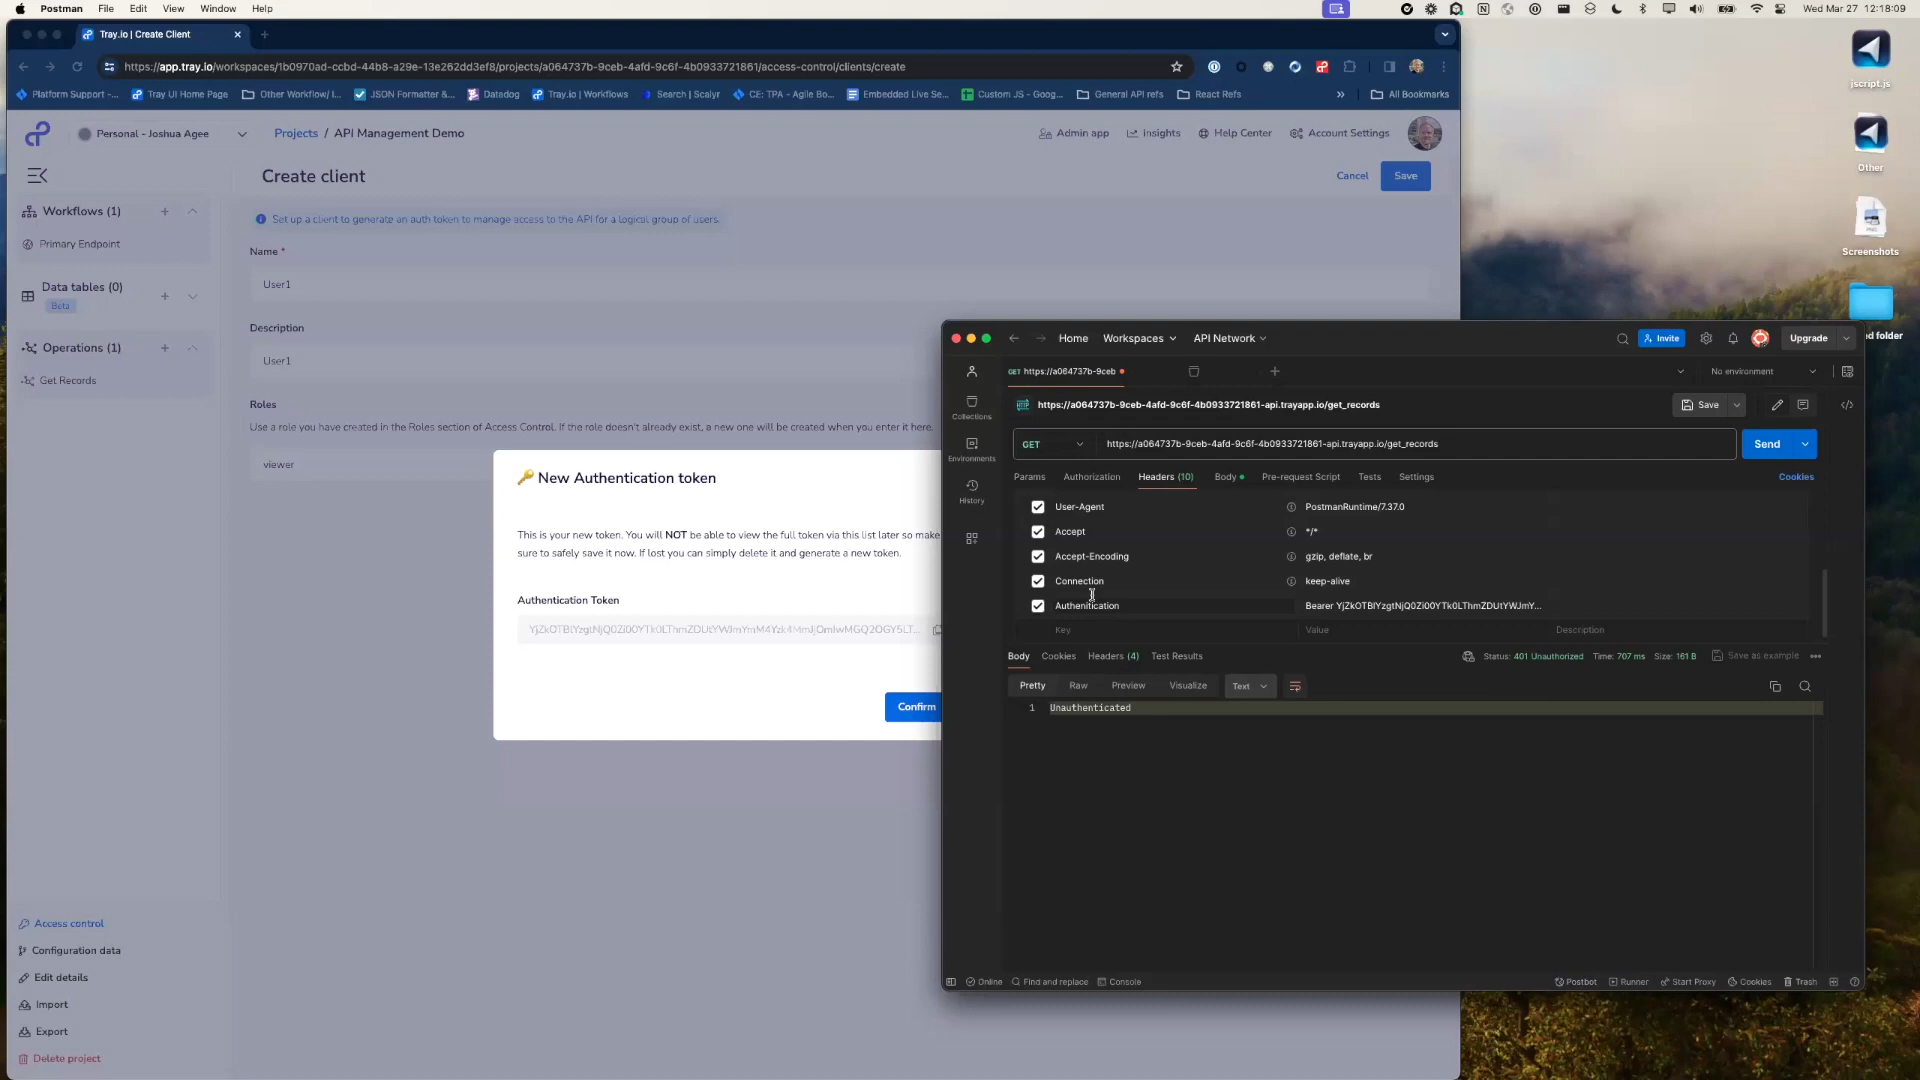 Postman File Edit View Window Help
Wed Mar 27 12:18:09
Tray.io | Create Client
https://app.tray.io/workspaces/1b0970ad-ccbd-44b8-a29e-13e262dd3ef8/projects/a064737b-9ceb-4afd-9c6f-4b0933721861/access-control/clients/create
Platform Support -... Tray UI Home Page Other Workflow/ I... JSON Formatter &... Datadog Tray.io | Workflows Search | Scalyr CE: TPA - Agile Bo... Embedded Live Se... Custom JS - Goog... General API refs React Refs » All Bookmarks
Personal - Joshua Agee
Projects / API Management Demo
Admin app Insights Help Center Account Settings
Create client
Cancel Save
Workflows (1)
Primary Endpoint
Data tables (0)
Beta
Operations (1)
Get Records
Set up a client to generate an auth token to manage access to the API for a logical group of users.
Name *
User1
Description
User1
Roles
Use a role you have created in the Roles section of Access Control. If the role doesn't already exist, a new one will be created when you enter it here.
viewer
🔑 New Authentication token
This is your new token. You will NOT be able to view the full token via this list later so make
sure to safely save it now. If lost you can simply delete it and generate a new token.
Authentication Token
Confirm
Access control
Configuration data
Edit details
Import
Export
Delete project
Home Workspaces API Network
Invite Upgrade
GET https://a064737b-9ceb
No environment
Collections
Environments
History
https://a064737b-9ceb-4afd-9c6f-4b0933721861-api.trayapp.io/get_records
Save
GET https://a064737b-9ceb-4afd-9c6f-4b0933721861-api.trayapp.io/get_records
Send
Params Authorization Headers (10) Body Pre-request Script Tests Settings Cookies
User-Agent PostmanRuntime/7.37.0
Accept */*
Accept-Encoding gzip, deflate, br
Connection keep-alive
Authenitication Bearer
Key Value Description
Body Cookies Headers (4) Test Results
Status: 401 Unauthorized Time: 707 ms Size: 161 B Save as example
Pretty Raw Preview Visualize Text
1 Unauthenticated
Online Find and replace Console
Postbot Runner Start Proxy Cookies Trash
jscript.js
Other
Screenshots
d folder